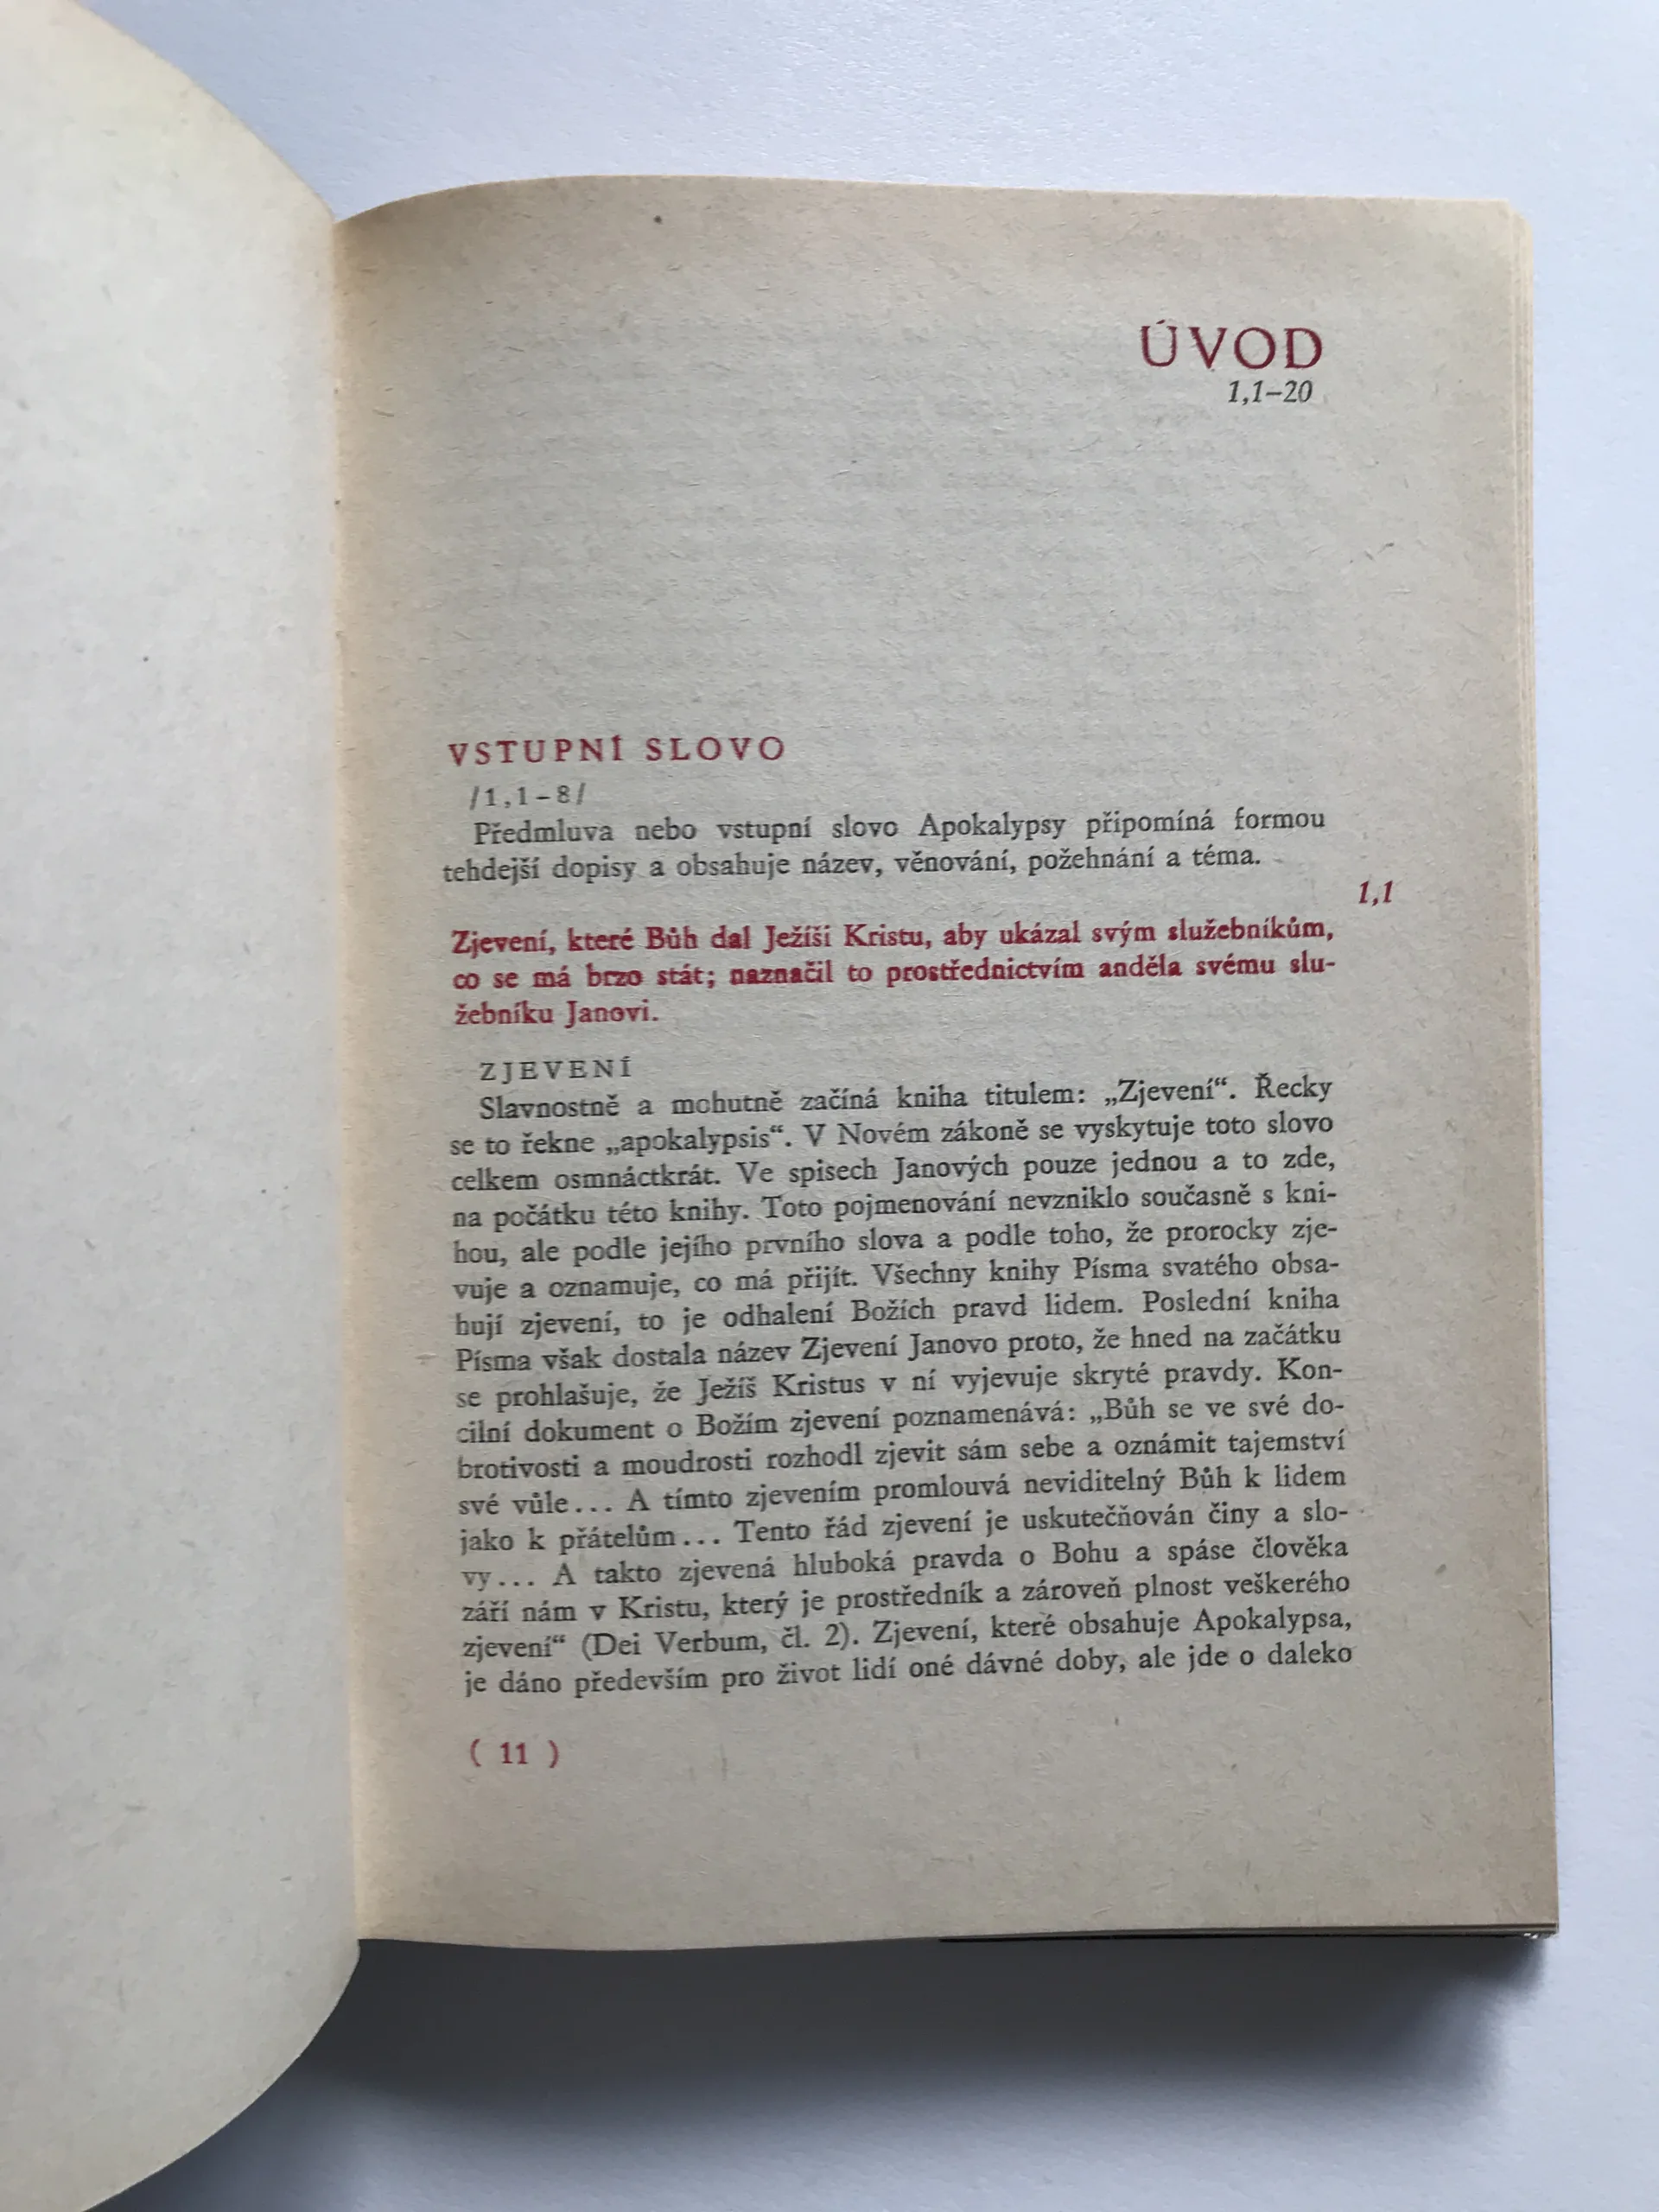 ÚVOD
1,1–20
VSTUPNÍ SLOVO
/1,1–8/
Předmluva nebo vstupní slovo Apokalypsy připomíná formou
tehdejší dopisy a obsahuje název, věnování, požehnání a téma.
1,1
Zjevení, které Bůh dal Ježíši Kristu, aby ukázal svým služebníkům,
co se má brzo stát; naznačil to prostřednictvím anděla svému slu-
žebníku Janovi.
ZJEVENÍ
Slavnostně a mohutně začíná kniha titulem: „Zjevení“. Řecky
se to řekne „apokalypsis“. V Novém zákoně se vyskytuje toto slovo
celkem osmnáctkrát. Ve spisech Janových pouze jednou a to zde,
na počátku této knihy. Toto pojmenování nevzniklo současně s kni-
hou, ale podle jejího prvního slova a podle toho, že prorocky zje-
vuje a oznamuje, co má přijít. Všechny knihy Písma svatého obsa-
hují zjevení, to je odhalení Božích pravd lidem. Poslední kniha
Písma však dostala název Zjevení Janovo proto, že hned na začátku
se prohlašuje, že Ježíš Kristus v ní vyjevuje skryté pravdy. Kon-
cilní dokument o Božím zjevení poznamenává: „Bůh se ve své do-
brotivosti a moudrosti rozhodl zjevit sám sebe a oznámit tajemství
své vůle... A tímto zjevením promlouvá neviditelný Bůh k lidem
jako k přátelům... Tento řád zjevení je uskutečňován činy a slo-
vy... A takto zjevená hluboká pravda o Bohu a spáse člověka
září nám v Kristu, který je prostředník a zároveň plnost veškerého
zjevení“ (Dei Verbum, čl. 2). Zjevení, které obsahuje Apokalypsa,
je dáno především pro život lidí oné dávné doby, ale jde o daleko
( 11 )